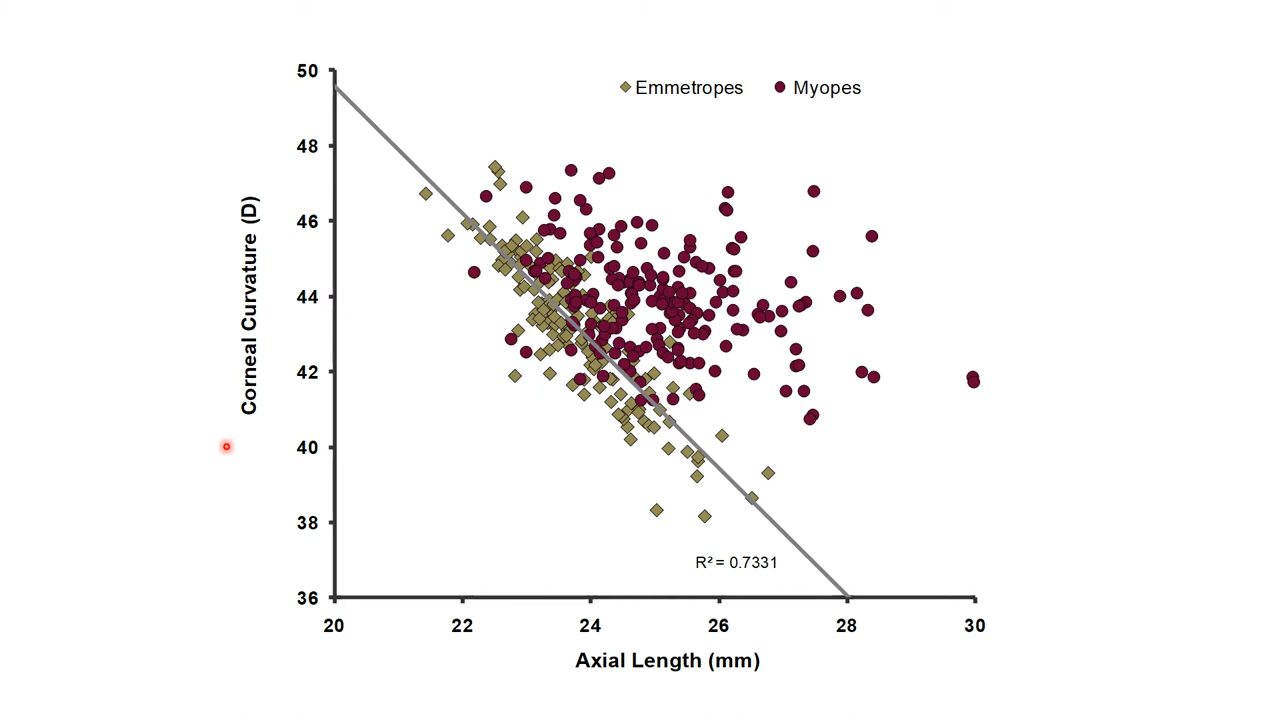 Emmetropes Myopes
50
48
46
44
42
40
38
36
Corneal Curvature (D)
R² = 0.7331
20 22 24 26 28 30
Axial Length (mm)